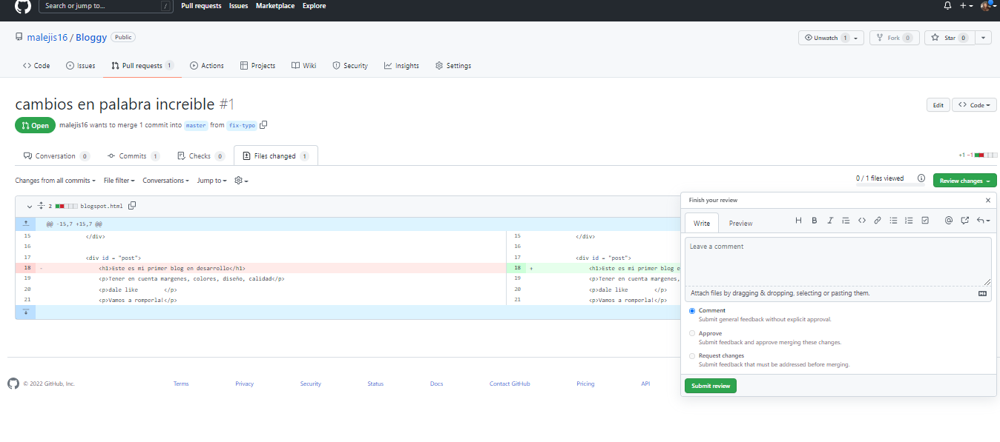 Search or jump to... / Pull requests Issues Marketplace Explore
malejis16 / Bloggy Public Unwatch 1 Fork 0 Star 0
Code Issues Pull requests 1 Actions Projects Wiki Security Insights Settings
cambios en palabra increible #1 Edit Code
Open malejis16 wants to merge 1 commit into master from fix-typo
Conversation 0 Commits 1 Checks 0 Files changed 1 +1 −1
Changes from all commits File filter Conversations Jump to 0 / 1 files viewed Review changes
2 blogspot.html
@@ -15,7 +15,7 @@
15 </div> 15 </div>
16 16
17 <div id = "post"> 17 <div id = "post">
18 - <h1>Este es mi primer blog en desarrollo</h1> 18 + <h1>Este es mi primer blog e
19 <p>Tener en cuenta margenes, colores, diseño, calidad</p> 19 <p>Tener en cuenta margenes,
20 <p>dale like </p> 20 <p>dale like </p>
21 <p>Vamos a romperla!</p> 21 <p>Vamos a romperla!</p>
Finish your review
Write Preview
Leave a comment
Attach files by dragging & dropping, selecting or pasting them.
Comment
Submit general feedback without explicit approval.
Approve
Submit feedback and approve merging these changes.
Request changes
Submit feedback that must be addressed before merging.
Submit review
© 2022 GitHub, Inc. Terms Privacy Security Status Docs Contact GitHub Pricing API